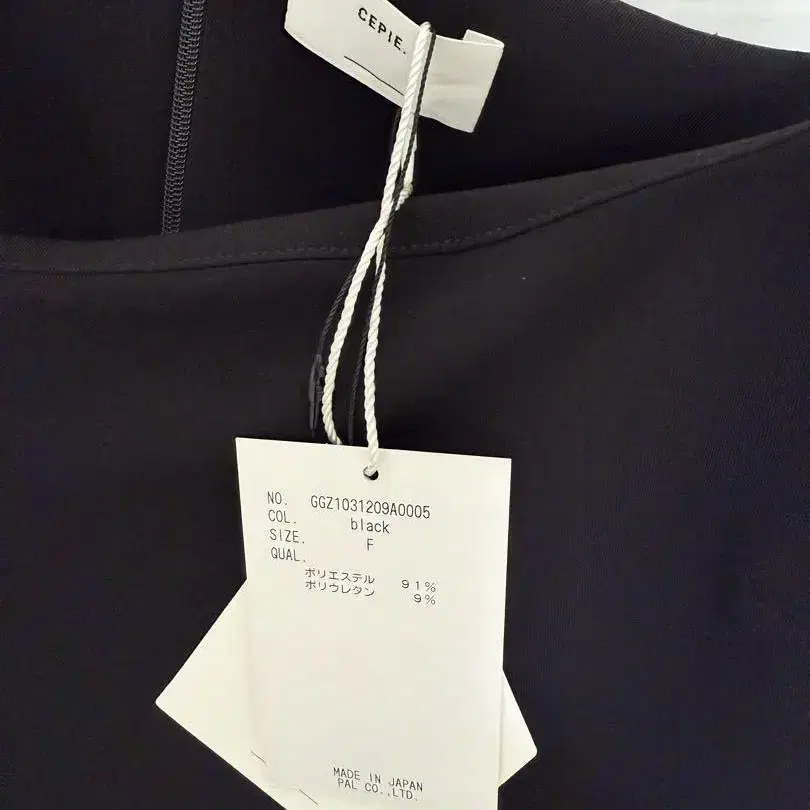 CEPIE.
NO. GGZ1031209A0005
COL. black
SIZE. F
QUAL.
ポリエステル 91%
ポリウレタン 9%
MADE IN JAPAN
PAL CO.,LTD.